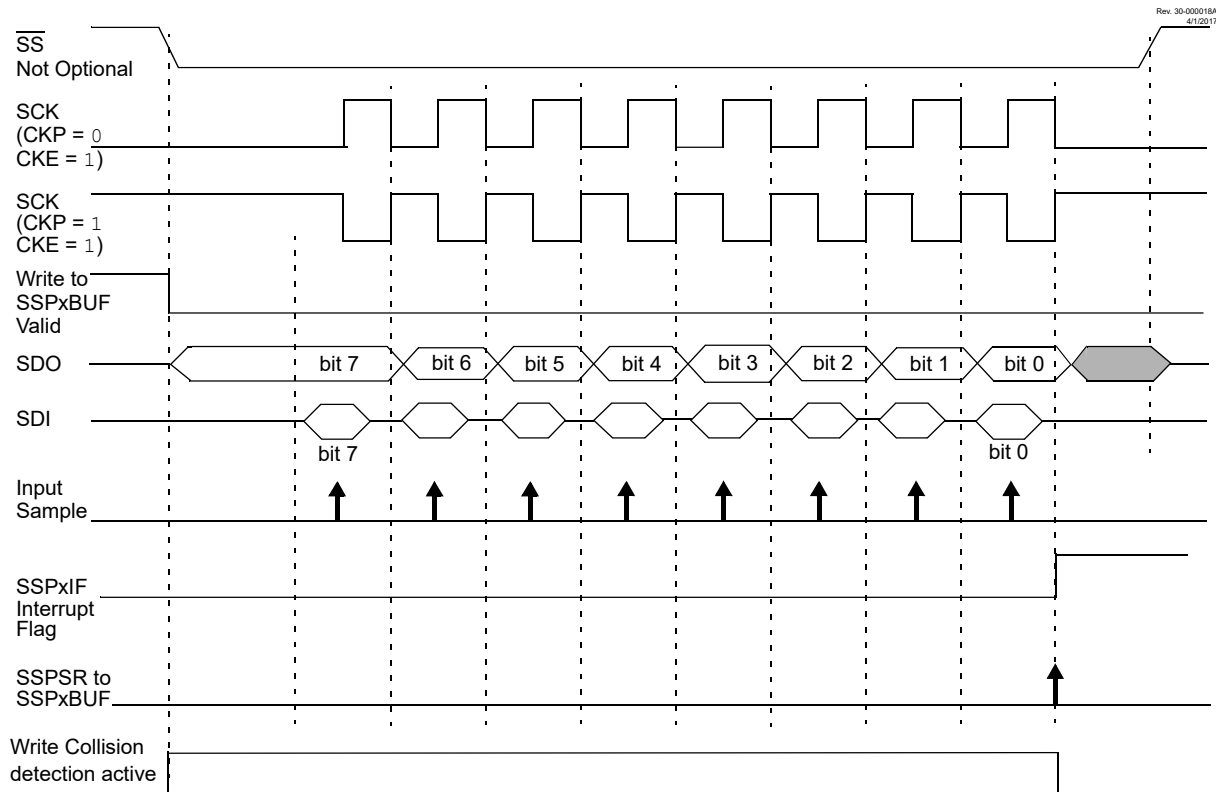 Rev. 30-000018A
4/1/2017
SS
Not Optional
SCK
(CKP = 0
CKE = 1)
SCK
(CKP = 1
CKE = 1)
Write to
SSPxBUF
Valid
SDO
bit 7 bit 6 bit 5 bit 4 bit 3 bit 2 bit 1 bit 0
SDI
bit 7 bit 0
Input
Sample
SSPxIF
Interrupt
Flag
SSPSR to
SSPxBUF
Write Collision
detection active